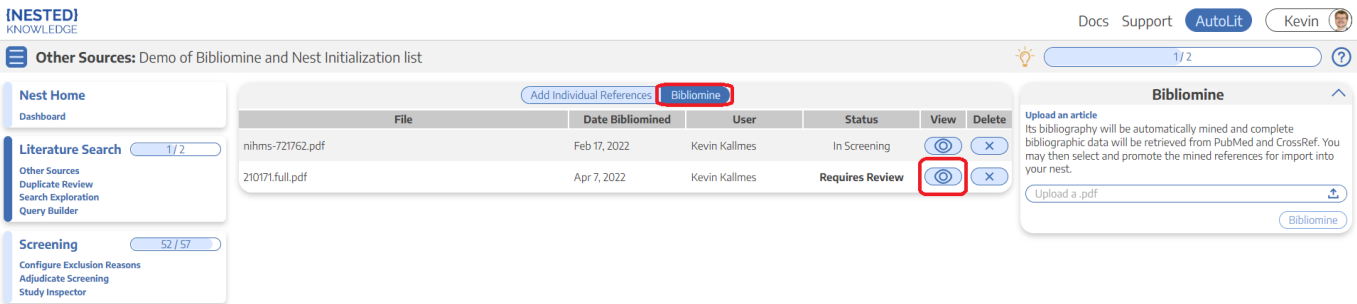 {NESTED}
KNOWLEDGE
Docs Support AutoLit Kevin
Other Sources: Demo of Bibliomine and Nest Initialization list
1 / 2
Nest Home
Dashboard
Literature Search 1 / 2
Other Sources
Duplicate Review
Search Exploration
Query Builder
Screening 52 / 57
Configure Exclusion Reasons
Adjudicate Screening
Study Inspector
Add Individual References Bibliomine
File Date Bibliomined User Status View Delete
nihms-721762.pdf Feb 17, 2022 Kevin Kallmes In Screening
210171.full.pdf Apr 7, 2022 Kevin Kallmes Requires Review
Bibliomine
Upload an article
Its bibliography will be automatically mined and complete
bibliographic data will be retrieved from PubMed and CrossRef. You
may then select and promote the mined references for import into
your nest.
Upload a .pdf
Bibliomine